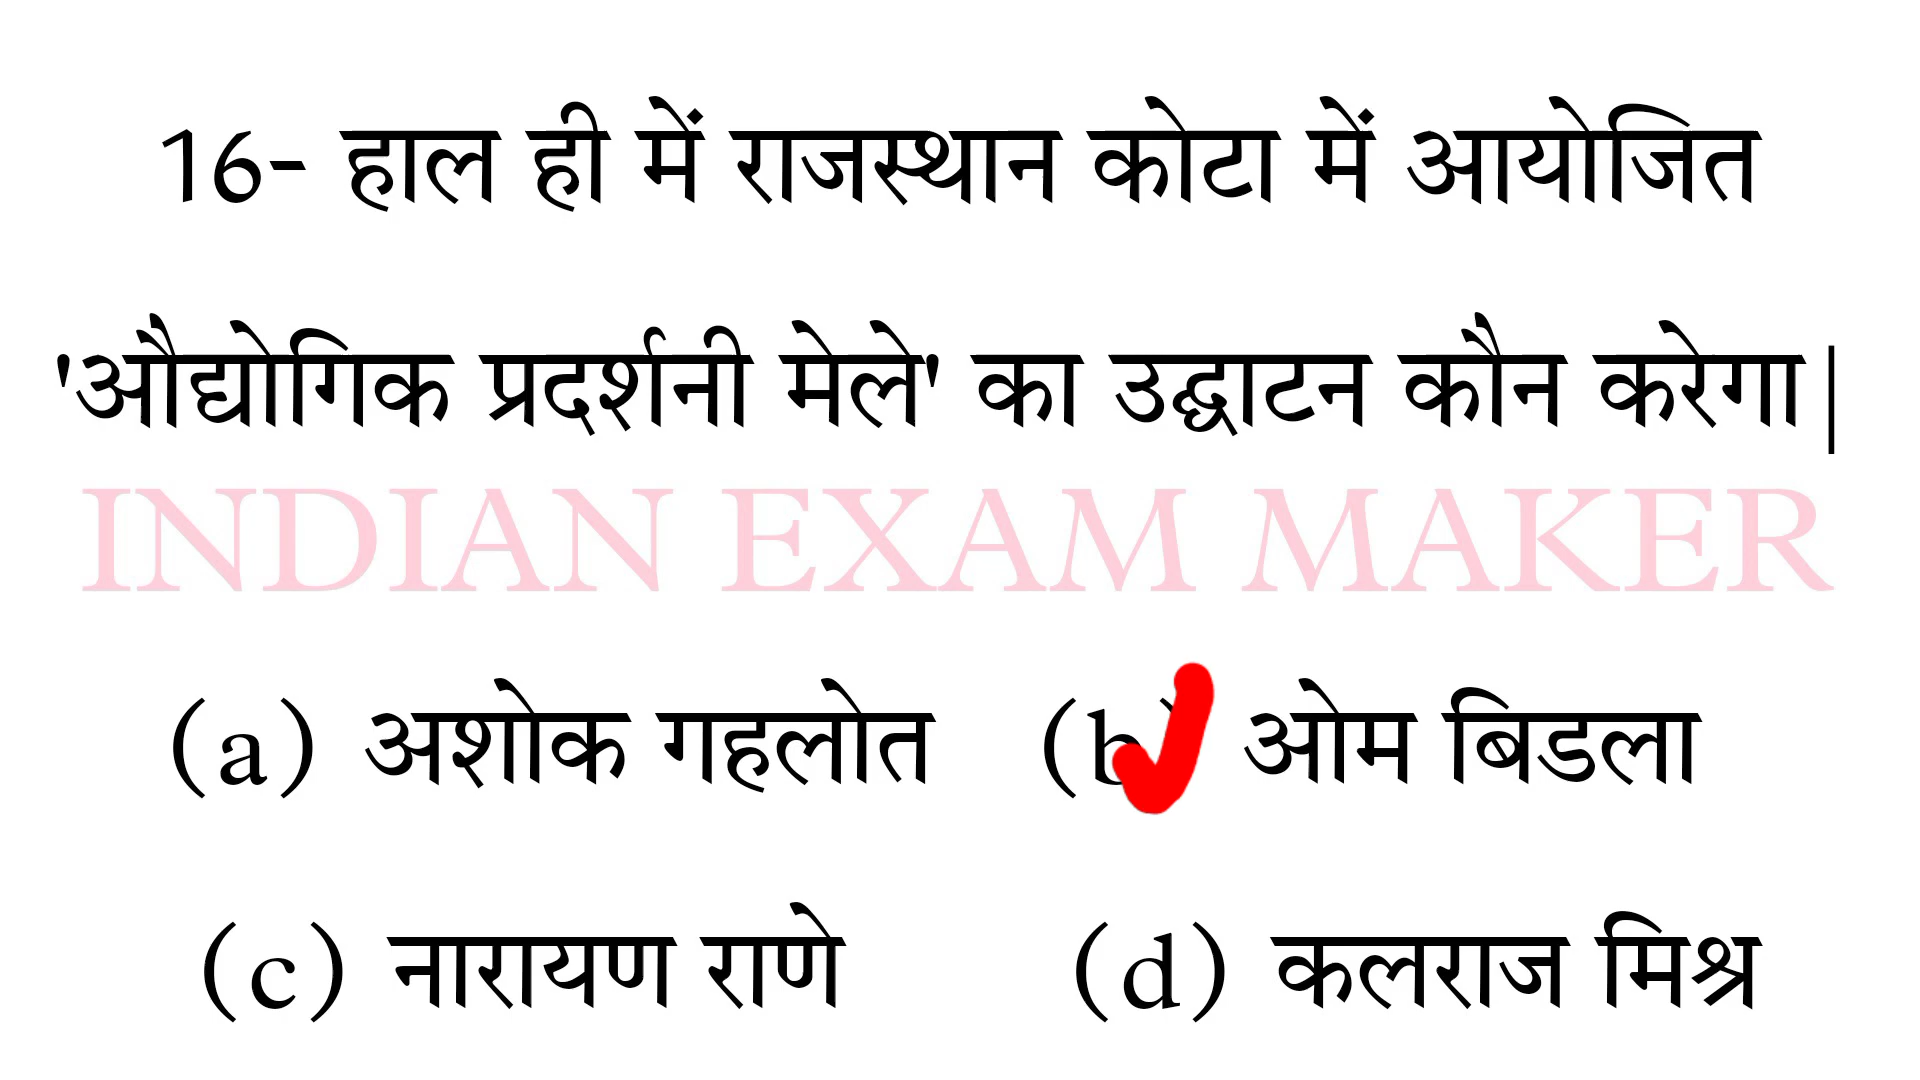 16- हाल ही में राजस्थान कोटा में आयोजित
'औद्योगिक प्रदर्शनी मेले' का उद्घाटन कौन करेगा|
INDIAN EXAM MAKER
(a) अशोक गहलोत (b) ओम बिडला
(c) नारायण राणे (d) कलराज मिश्र